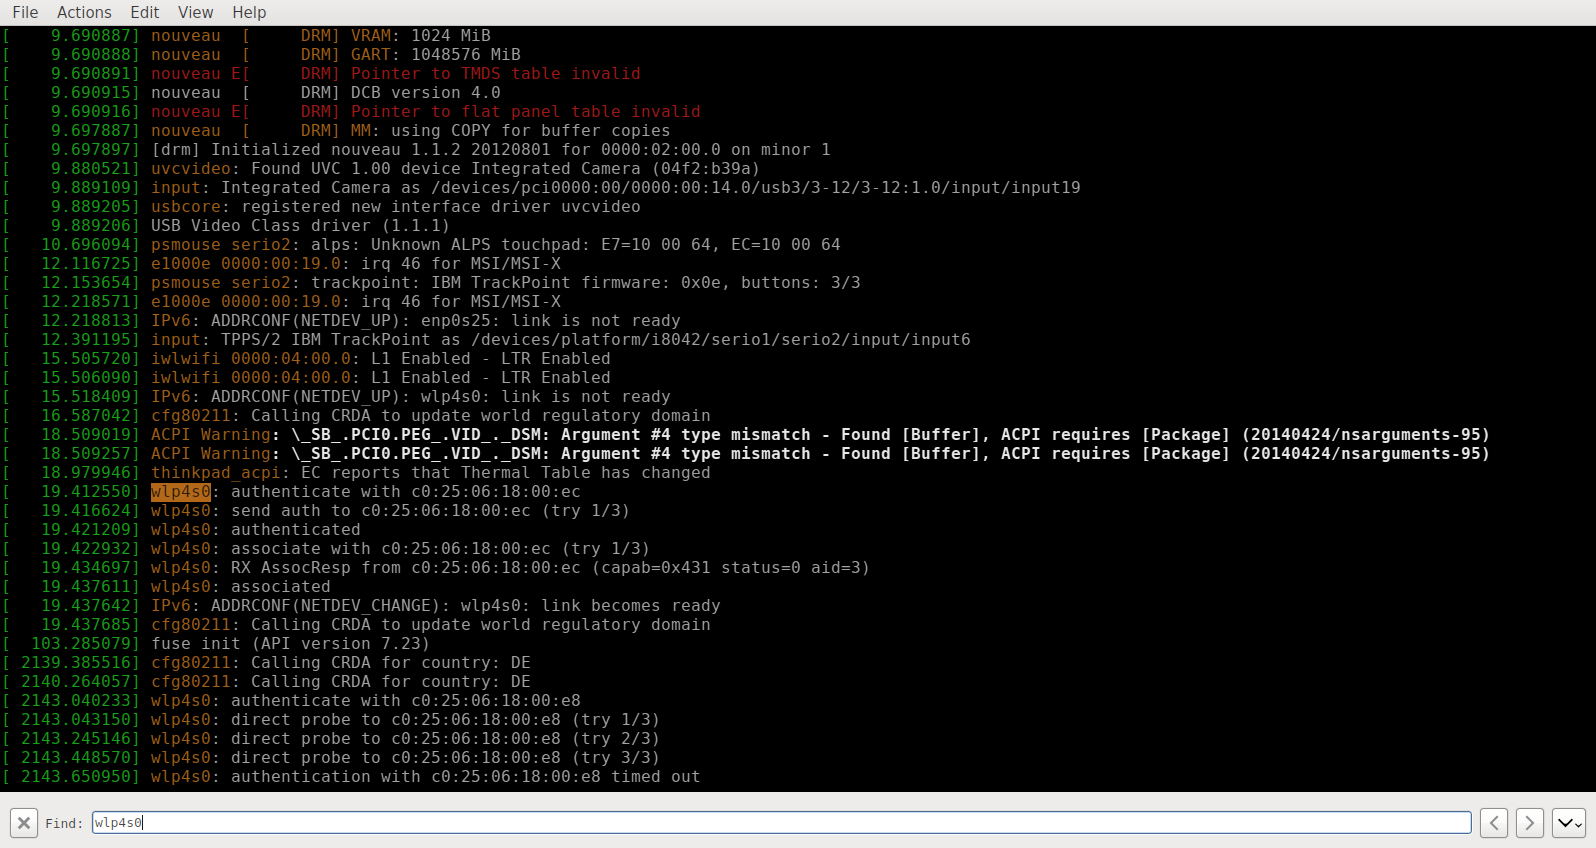 File Actions Edit View Help
[    9.690887] nouveau  [     DRM] VRAM: 1024 MiB
[    9.690888] nouveau  [     DRM] GART: 1048576 MiB
[    9.690891] nouveau E[     DRM] Pointer to TMDS table invalid
[    9.690915] nouveau  [     DRM] DCB version 4.0
[    9.690916] nouveau E[     DRM] Pointer to flat panel table invalid
[    9.697887] nouveau  [     DRM] MM: using COPY for buffer copies
[    9.697897] [drm] Initialized nouveau 1.1.2 20120801 for 0000:02:00.0 on minor 1
[    9.880521] uvcvideo: Found UVC 1.00 device Integrated Camera (04f2:b39a)
[    9.889109] input: Integrated Camera as /devices/pci0000:00/0000:00:14.0/usb3/3-12/3-12:1.0/input/input19
[    9.889205] usbcore: registered new interface driver uvcvideo
[    9.889206] USB Video Class driver (1.1.1)
[   10.696094] psmouse serio2: alps: Unknown ALPS touchpad: E7=10 00 64, EC=10 00 64
[   12.116725] e1000e 0000:00:19.0: irq 46 for MSI/MSI-X
[   12.153654] psmouse serio2: trackpoint: IBM TrackPoint firmware: 0x0e, buttons: 3/3
[   12.218571] e1000e 0000:00:19.0: irq 46 for MSI/MSI-X
[   12.218813] IPv6: ADDRCONF(NETDEV_UP): enp0s25: link is not ready
[   12.391195] input: TPPS/2 IBM TrackPoint as /devices/platform/i8042/serio1/serio2/input/input6
[   15.505720] iwlwifi 0000:04:00.0: L1 Enabled - LTR Enabled
[   15.506090] iwlwifi 0000:04:00.0: L1 Enabled - LTR Enabled
[   15.518409] IPv6: ADDRCONF(NETDEV_UP): wlp4s0: link is not ready
[   16.587042] cfg80211: Calling CRDA to update world regulatory domain
[   18.509019] ACPI Warning: \_SB_.PCI0.PEG_.VID_._DSM: Argument #4 type mismatch - Found [Buffer], ACPI requires [Package] (20140424/nsarguments-95)
[   18.509257] ACPI Warning: \_SB_.PCI0.PEG_.VID_._DSM: Argument #4 type mismatch - Found [Buffer], ACPI requires [Package] (20140424/nsarguments-95)
[   18.979946] thinkpad_acpi: EC reports that Thermal Table has changed
[   19.412550] wlp4s0: authenticate with c0:25:06:18:00:ec
[   19.416624] wlp4s0: send auth to c0:25:06:18:00:ec (try 1/3)
[   19.421209] wlp4s0: authenticated
[   19.422932] wlp4s0: associate with c0:25:06:18:00:ec (try 1/3)
[   19.434697] wlp4s0: RX AssocResp from c0:25:06:18:00:ec (capab=0x431 status=0 aid=3)
[   19.437611] wlp4s0: associated
[   19.437642] IPv6: ADDRCONF(NETDEV_CHANGE): wlp4s0: link becomes ready
[   19.437685] cfg80211: Calling CRDA to update world regulatory domain
[  103.285079] fuse init (API version 7.23)
[ 2139.385516] cfg80211: Calling CRDA for country: DE
[ 2140.264057] cfg80211: Calling CRDA for country: DE
[ 2143.040233] wlp4s0: authenticate with c0:25:06:18:00:e8
[ 2143.043150] wlp4s0: direct probe to c0:25:06:18:00:e8 (try 1/3)
[ 2143.245146] wlp4s0: direct probe to c0:25:06:18:00:e8 (try 2/3)
[ 2143.448570] wlp4s0: direct probe to c0:25:06:18:00:e8 (try 3/3)
[ 2143.650950] wlp4s0: authentication with c0:25:06:18:00:e8 timed out
Find: wlp4s0